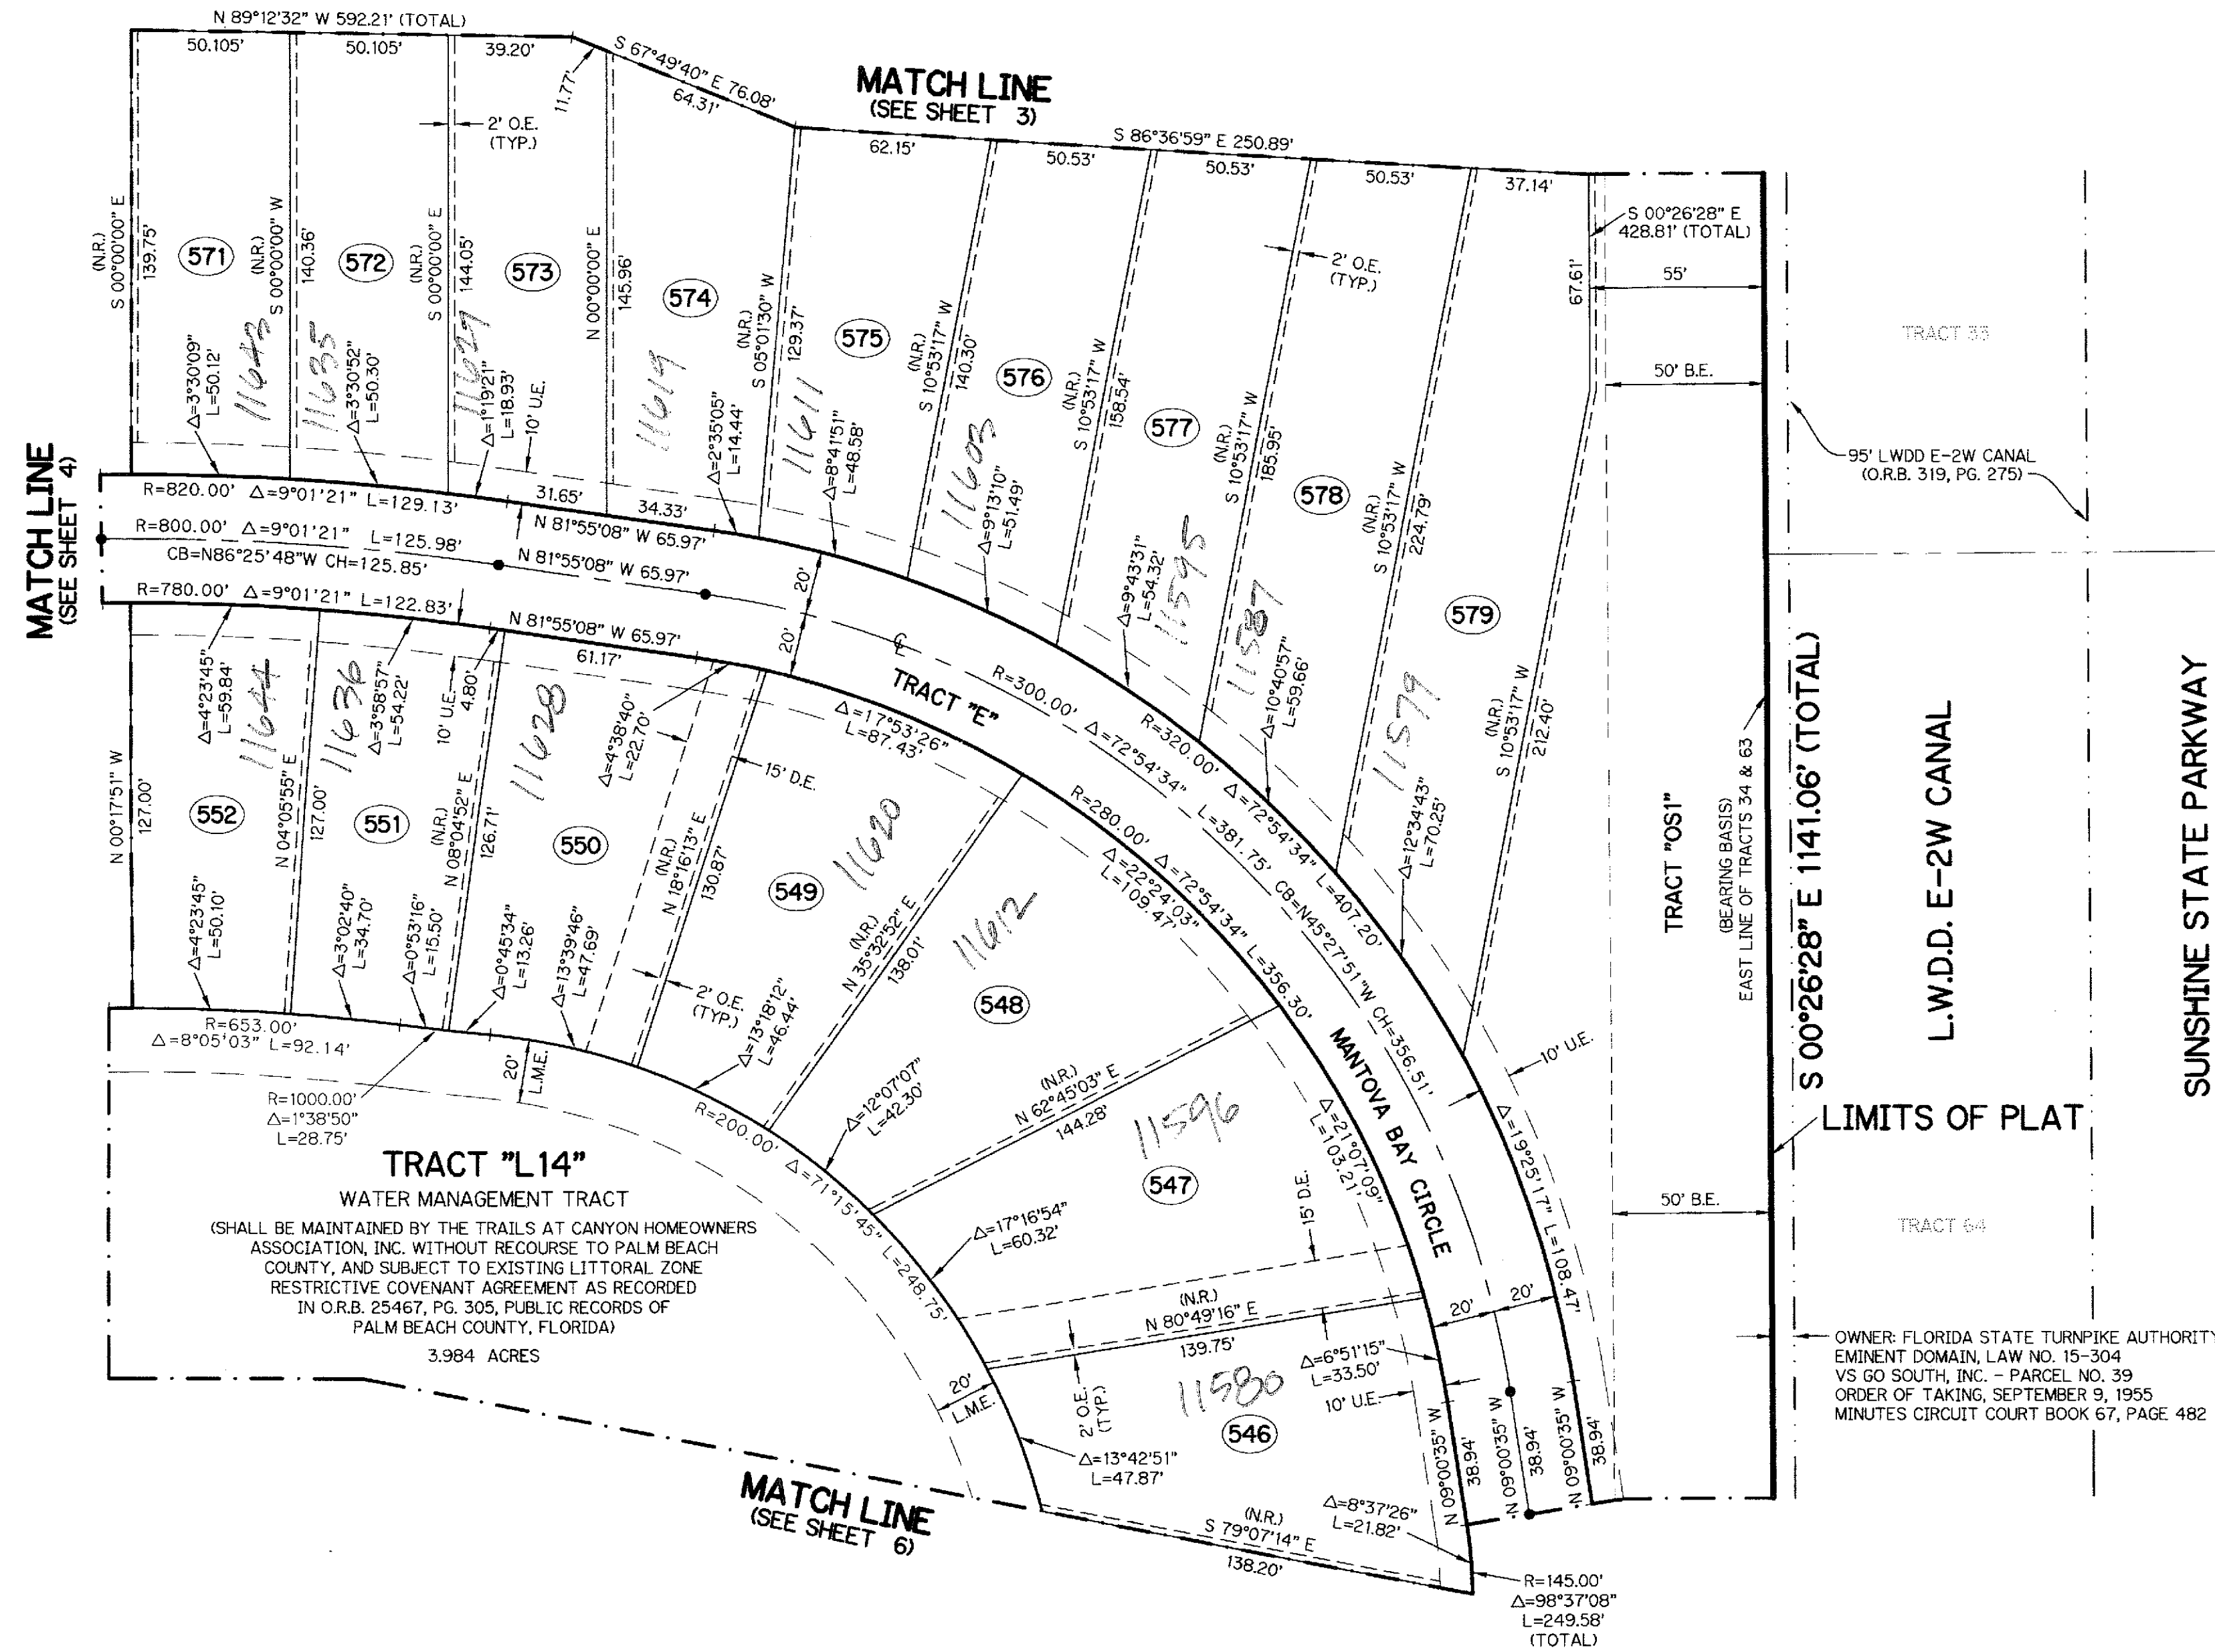 N 89°12'32" W 592.21' (TOTAL)
50.105'
50.105'
39.20'
11.77'
S 67°49'40" E 76.08'
64.31'
MATCH LINE
(SEE SHEET 3)
S 86°36'59" E 250.89'
62.15'
50.53'
50.53'
50.53'
37.14'
2' O.E.
(TYP.)
(N.R.)
S 00°00'00" E
139.75'
571
(N.R.)
S 00°00'00" W
140.36'
572
(N.R.)
S 00°00'00" E
144.05'
573
N 00°00'00" E
145.96'
574
(N.R.)
S 05°01'30" W
129.37'
575
(N.R.)
S 10°53'17" W
140.30'
576
(N.R.)
S 10°53'17" W
158.54'
577
(N.R.)
S 10°53'17" W
185.95'
578
(N.R.)
S 10°53'17" W
224.79'
579
(N.R.)
S 10°53'17" W
212.40'
2' O.E.
(TYP.)
67.61'
S 00°26'28" E
428.81' (TOTAL)
55'
50' B.E.
TRACT 33
95' LWDD E-2W CANAL
(O.R.B. 319, PG. 275)
Δ=3°30'09"
L=50.12'
11643
11635
Δ=3°30'52"
L=50.30'
11627
Δ=1°19'21"
L=18.93'
10' U.E.
11619
Δ=2°35'05"
L=14.44'
11611
Δ=8°41'51"
L=48.58'
11603
Δ=9°13'10"
L=51.49'
11595
Δ=9°43'31"
L=54.32'
11587
Δ=10°40'57"
L=59.66'
11579
Δ=12°34'43"
L=70.25'
MATCH LINE
(SEE SHEET 4)
R=820.00' Δ=9°01'21" L=129.13'
31.65'
34.33'
N 81°55'08" W 65.97'
R=800.00' Δ=9°01'21" L=125.98'
CB=N86°25'48"W CH=125.85'
N 81°55'08" W 65.97'
R=780.00' Δ=9°01'21" L=122.83'
N 81°55'08" W 65.97'
61.17'
20'
20'
TRACT "E"
R=300.00' Δ=72°54'34" L=381.75' CB=N45°27'51"W CH=356.51'
R=320.00' Δ=72°54'34" L=407.20'
R=280.00' Δ=72°54'34" L=356.30'
MANTOVA BAY CIRCLE
N 00°17'51" W
127.00'
Δ=4°23'45"
L=59.84'
11644
552
N 04°05'55" E
127.00'
11636
Δ=3°58'57"
L=54.22'
551
10' U.E.
4.80'
(N.R.)
N 08°04'52" E
126.71'
11628
550
Δ=4°38'40"
L=22.70'
(N.R.)
N 18°16'13" E
130.87'
15' D.E.
Δ=17°53'26"
L=87.43'
11620
549
(N.R.)
N 35°32'52" E
138.01'
Δ=22°24'03"
L=109.47'
11612
548
(N.R.)
N 62°45'03" E
144.28'
11596
547
Δ=21°07'09"
L=103.21'
15' D.E.
Δ=4°23'45"
L=50.10'
Δ=3°02'40"
L=34.70'
Δ=0°53'16"
L=15.50'
Δ=0°45'34"
L=13.26'
Δ=13°39'46"
L=47.69'
2' O.E.
(TYP.)
Δ=13°18'12"
L=46.44'
Δ=12°07'07"
L=42.30'
Δ=17°16'54"
L=60.32'
R=653.00'
Δ=8°05'03" L=92.14'
R=1000.00'
Δ=1°38'50"
L=28.75'
20'
L.M.E.
R=200.00' Δ=71°15'45" L=248.75'
TRACT "L14"
WATER MANAGEMENT TRACT
(SHALL BE MAINTAINED BY THE TRAILS AT CANYON HOMEOWNERS
ASSOCIATION, INC. WITHOUT RECOURSE TO PALM BEACH
COUNTY, AND SUBJECT TO EXISTING LITTORAL ZONE
RESTRICTIVE COVENANT AGREEMENT AS RECORDED
IN O.R.B. 25467, PG. 305, PUBLIC RECORDS OF
PALM BEACH COUNTY, FLORIDA)
3.984 ACRES
(N.R.)
N 80°49'16" E
139.75'
2' O.E.
(TYP.)
11580
546
Δ=6°51'15"
L=33.50'
10' U.E.
20'
L.M.E.
Δ=13°42'51"
L=47.87'
MATCH LINE
(SEE SHEET 6)
(N.R.)
S 79°07'14" E
138.20'
Δ=8°37'26"
L=21.82'
R=145.00'
Δ=98°37'08"
L=249.58'
(TOTAL)
N 09°00'35" W
38.94'
N 09°00'35" W
38.94'
N 09°00'35" W
38.94'
20'
20'
Δ=19°25'17" L=108.47'
10' U.E.
TRACT "OS1"
(BEARING BASIS)
EAST LINE OF TRACTS 34 & 63
S 00°26'28" E 1141.06' (TOTAL)
L.W.D.D. E-2W CANAL
SUNSHINE STATE PARKWAY
LIMITS OF PLAT
50' B.E.
TRACT 64
OWNER: FLORIDA STATE TURNPIKE AUTHORITY
EMINENT DOMAIN, LAW NO. 15-304
VS GO SOUTH, INC. - PARCEL NO. 39
ORDER OF TAKING, SEPTEMBER 9, 1955
MINUTES CIRCUIT COURT BOOK 67, PAGE 482